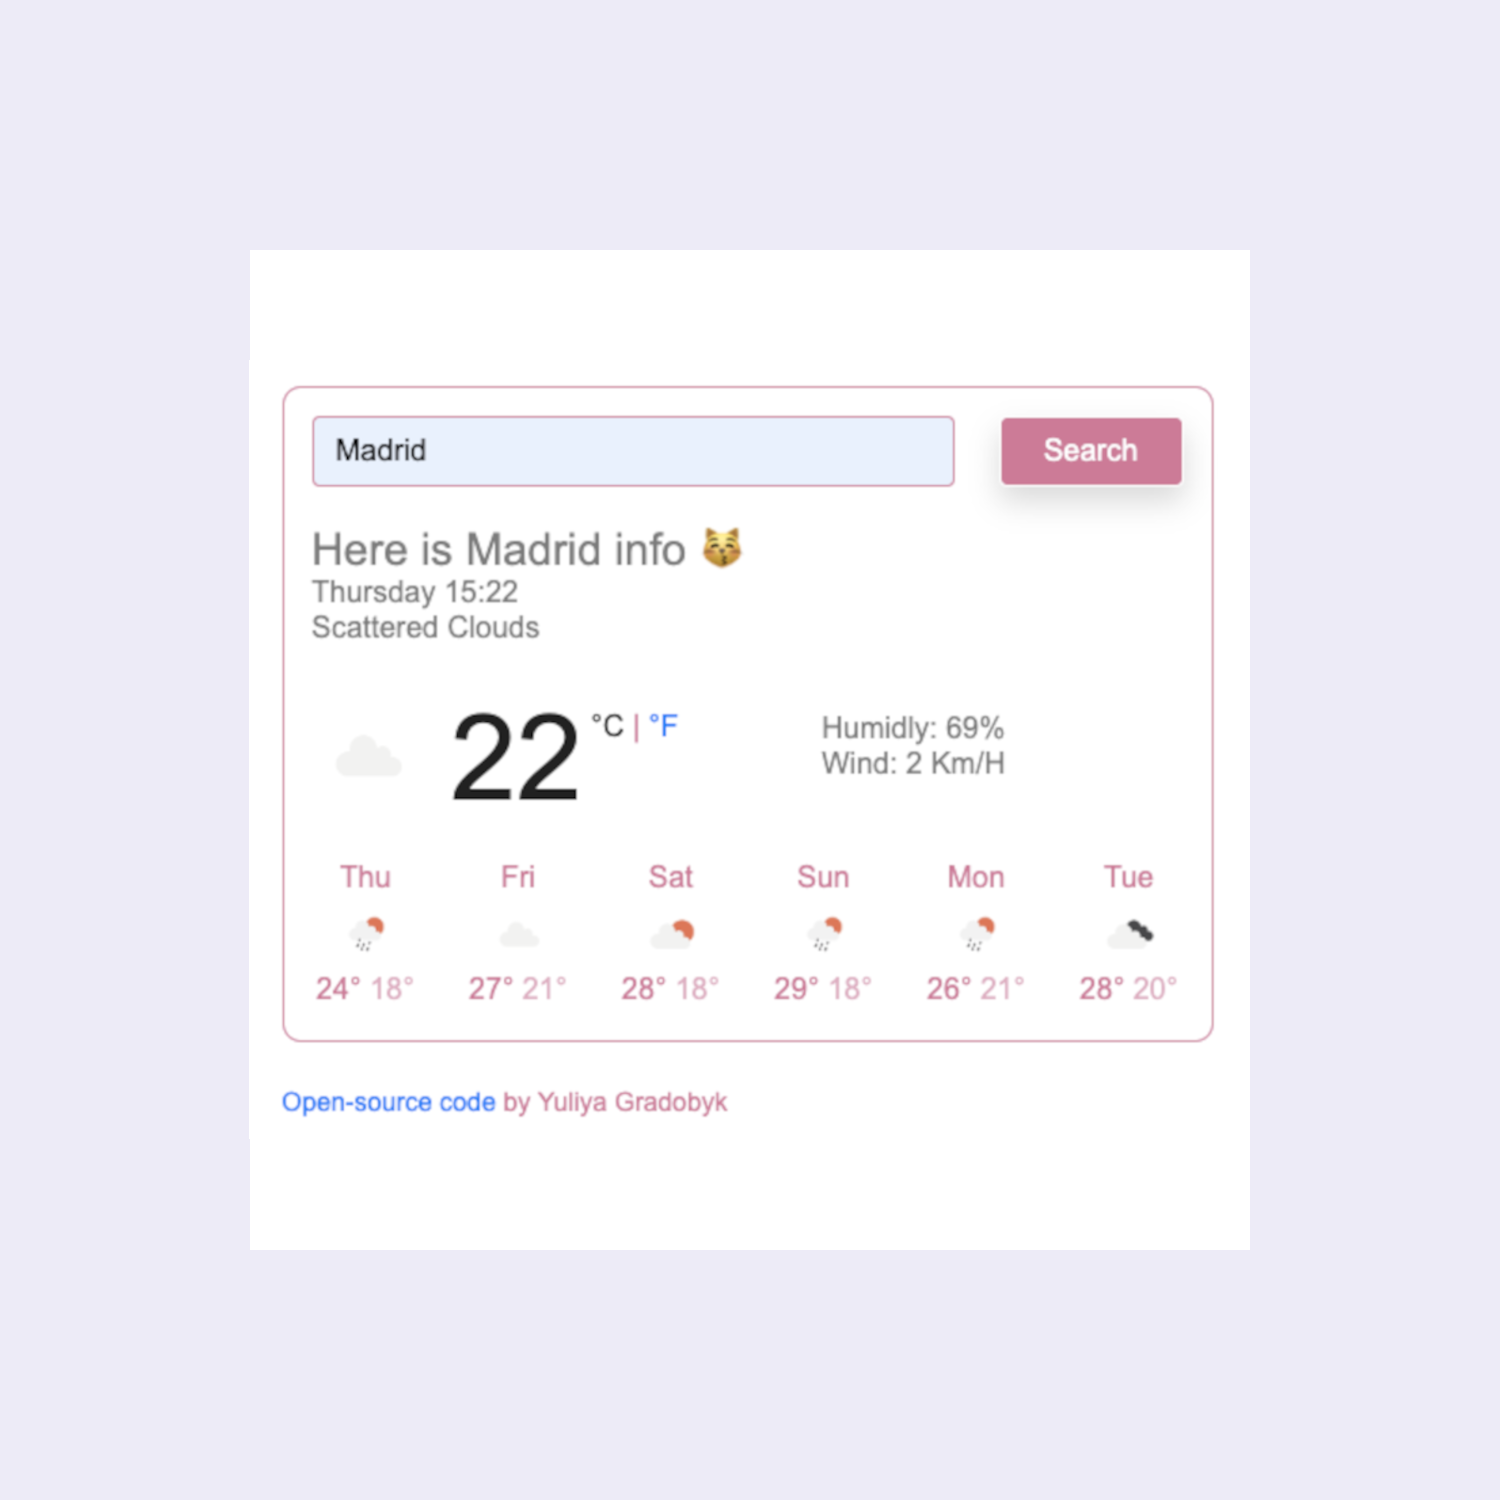 Madrid
Search
Here is Madrid info 😽
Thursday 15:22
Scattered Clouds
22 °C | °F
Humidly: 69%
Wind: 2 Km/H
Thu Fri Sat Sun Mon Tue
24° 18° 27° 21° 28° 18° 29° 18° 26° 21° 28° 20°
Open-source code by Yuliya Gradobyk